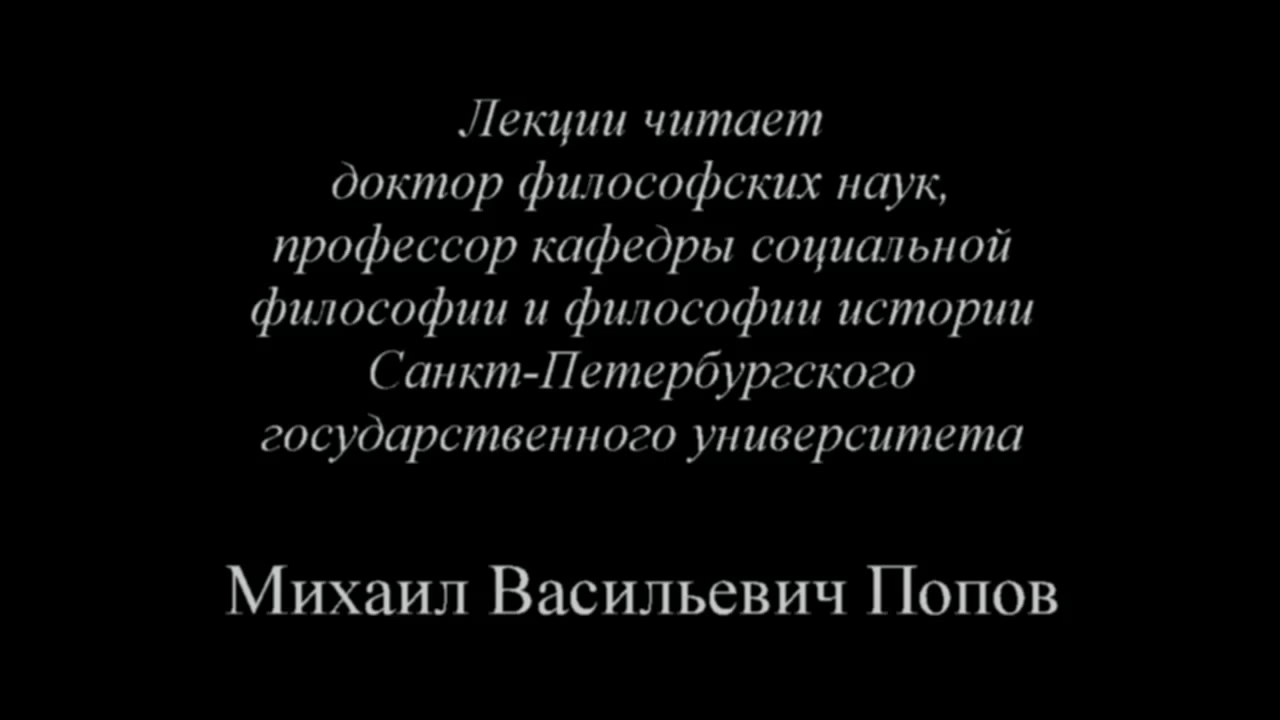 Лекции читает
доктор философских наук,
профессор кафедры социальной
философии и философии истории
Санкт-Петербургского
государственного университета
Михаил Васильевич Попов